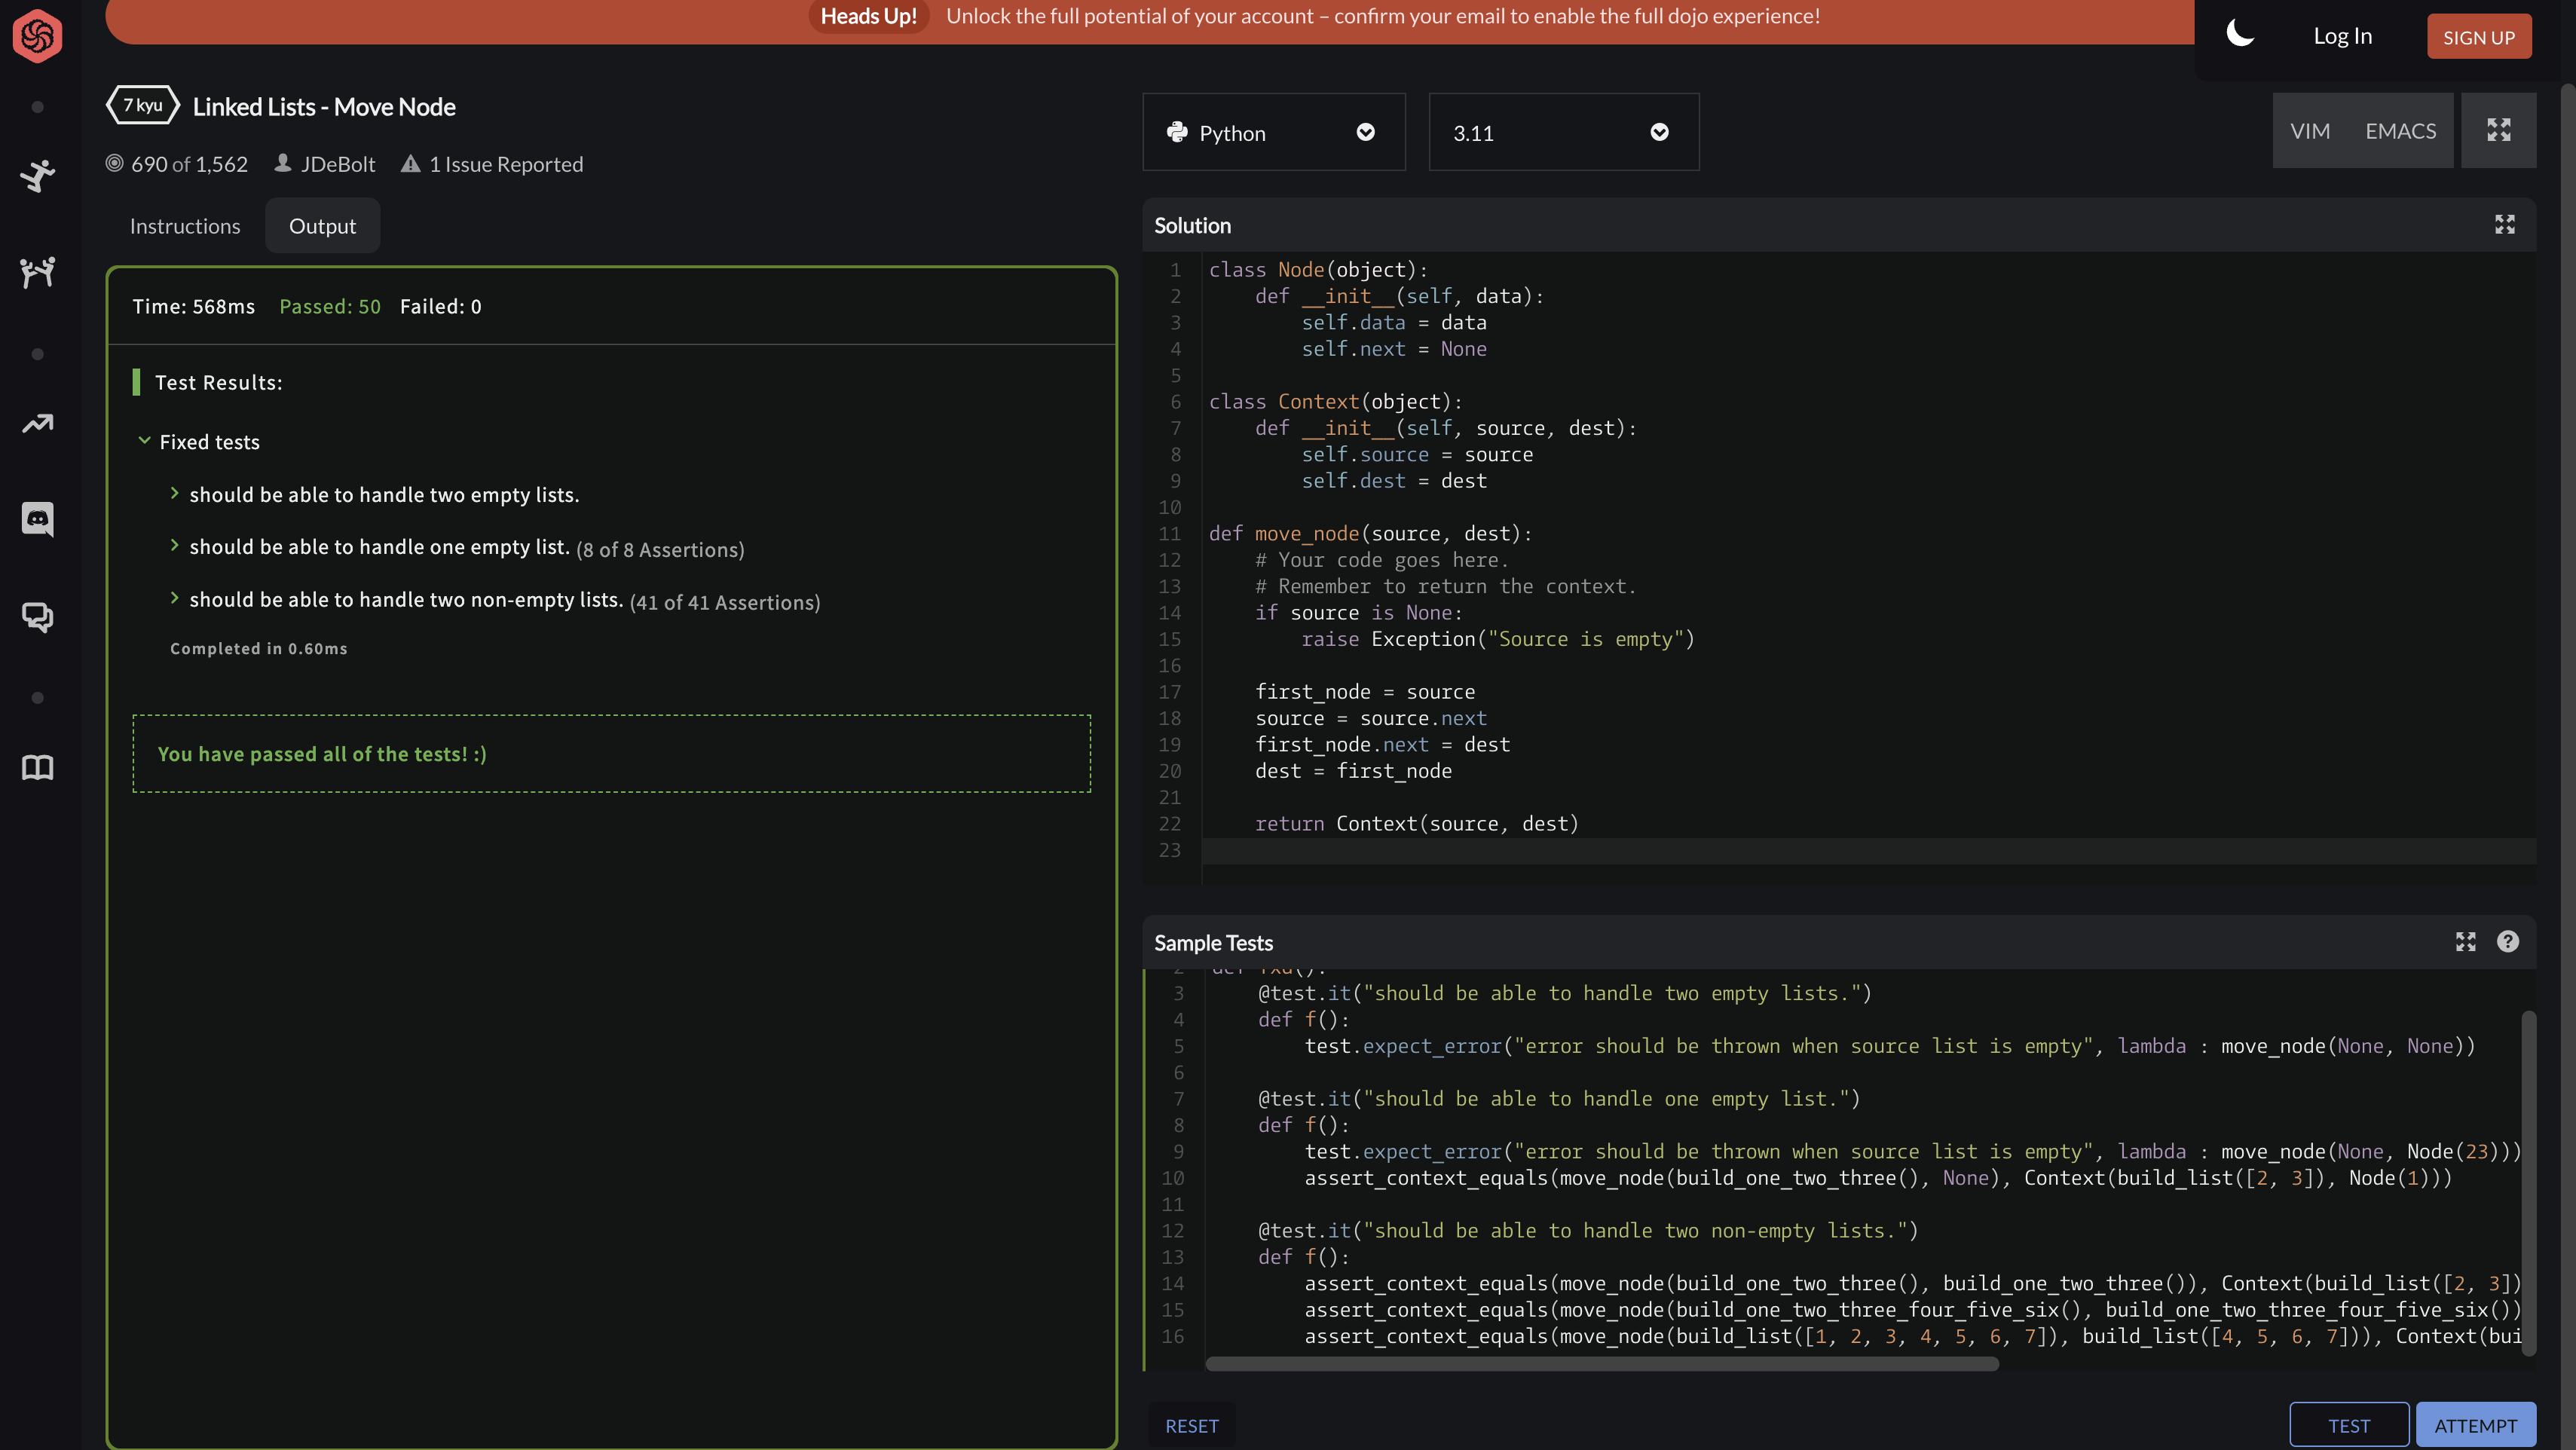 Heads Up! Unlock the full potential of your account – confirm your email to enable the full dojo experience!
Log In
SIGN UP
7 kyu
Linked Lists - Move Node
690 of 1,562
JDeBolt
1 Issue Reported
Instructions
Output
Time: 568ms Passed: 50 Failed: 0
Test Results:
Fixed tests
should be able to handle two empty lists.
should be able to handle one empty list. (8 of 8 Assertions)
should be able to handle two non-empty lists. (41 of 41 Assertions)
Completed in 0.60ms
You have passed all of the tests! :)
Python
3.11
VIM
EMACS
Solution
1 class Node(object):
2     def __init__(self, data):
3         self.data = data
4         self.next = None
5
6 class Context(object):
7     def __init__(self, source, dest):
8         self.source = source
9         self.dest = dest
10
11 def move_node(source, dest):
12     # Your code goes here.
13     # Remember to return the context.
14     if source is None:
15         raise Exception("Source is empty")
16
17     first_node = source
18     source = source.next
19     first_node.next = dest
20     dest = first_node
21
22     return Context(source, dest)
23
Sample Tests
2 def fxd():
3     @test.it("should be able to handle two empty lists.")
4     def f():
5         test.expect_error("error should be thrown when source list is empty", lambda : move_node(None, None))
6
7     @test.it("should be able to handle one empty list.")
8     def f():
9         test.expect_error("error should be thrown when source list is empty", lambda : move_node(None, Node(23)))
10         assert_context_equals(move_node(build_one_two_three(), None), Context(build_list([2, 3]), Node(1)))
11
12     @test.it("should be able to handle two non-empty lists.")
13     def f():
14         assert_context_equals(move_node(build_one_two_three(), build_one_two_three()), Context(build_list([2, 3])
15         assert_context_equals(move_node(build_one_two_three_four_five_six(), build_one_two_three_four_five_six())
16         assert_context_equals(move_node(build_list([1, 2, 3, 4, 5, 6, 7]), build_list([4, 5, 6, 7])), Context(bui
RESET
TEST
ATTEMPT